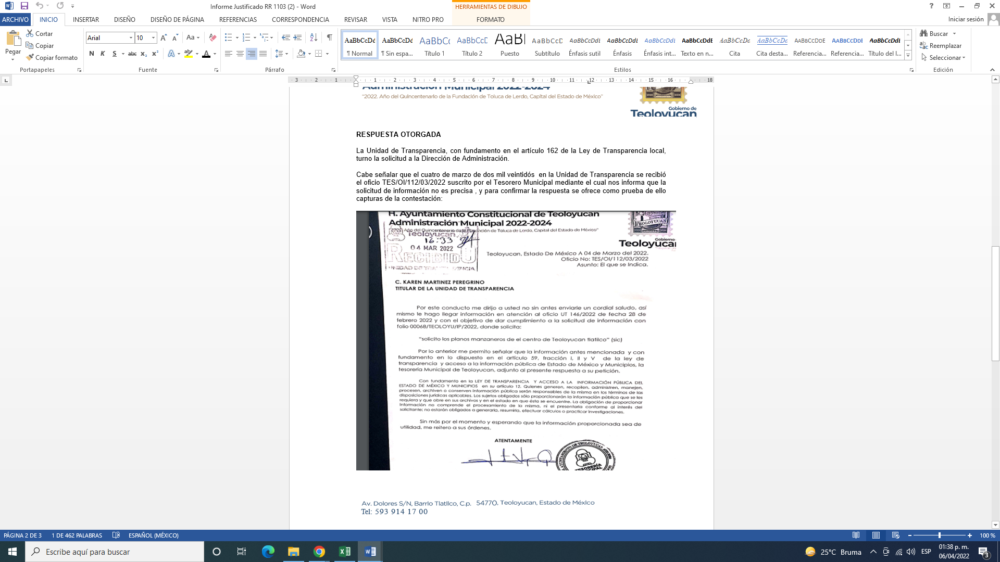 Informe Justificado RR 1103 (2) - Word
HERRAMIENTAS DE DIBUJO
ARCHIVO INICIO INSERTAR DISEÑO DISEÑO DE PÁGINA REFERENCIAS CORRESPONDENCIA REVISAR VISTA NITRO PRO FORMATO Iniciar sesión
Pegar
Cortar
Copiar
Copiar formato
Portapapeles
Arial 10
N K S abc x₂ x²
Fuente
Párrafo
¶ Normal ¶ Sin espa... Título 1 Título 2 Puesto Subtítulo Énfasis sutil Énfasis Énfasis int... Texto en n... Cita Cita desta... Referencia... Referencia... Título del l...
Estilos
Buscar
Reemplazar
Seleccionar
Edición
3 2 1 1 2 3 4 5 6 7 8 9 10 11 12 13 14 15 16 18
Administración Municipal 2022-2024
"2022. Año del Quincentenario de la Fundación de Toluca de Lerdo, Capital del Estado de México"
Gobierno de
Teoloyucan
RESPUESTA OTORGADA
La Unidad de Transparencia, con fundamento en el artículo 162 de la Ley de Transparencia local,
turno la solicitud a la Dirección de Administración.
Cabe señalar que el cuatro de marzo de dos mil veintidós en la Unidad de Transparencia se recibió
el oficio TES/OI/112/03/2022 suscrito por el Tesorero Municipal mediante el cual nos informa que la
solicitud de información no es precisa , y para confirmar la respuesta se ofrece como prueba de ello
capturas de la contestación:
H. Ayuntamiento Constitucional de Teoloyucan
Administración Municipal 2022-2024
"2022. Año del Quincentenario de la Fundación de Toluca de Lerdo, Capital del Estado de México"
Teoloyucan
16:33
04 MAR 2022
RECIBIDO
UNIDAD DE TRANSPARENCIA
TEOLOYUCAN
Gobierno
Teoloyucan
Teoloyucan, Estado De México A 04 de Marzo del 2022.
Oficio No: TES/OI/112/03/2022
Asunto: El que se Indica.
C. KAREN MARTINEZ PEREGRINO
TITULAR DE LA UNIDAD DE TRANSPARENCIA
Por este conducto me dirijo a usted no sin antes enviarle un cordial saludo, así
mismo le hago llegar información en atención al oficio UT 146/2022 de fecha 28 de
febrero 2022 y con el objetivo de dar cumplimiento a la solicitud de información con
folio 00068/TEOLOYU/IP/2022, donde solicita:
"solicito los planos manzaneros de el centro de Teoloyucan tlatilco" (sic)
Por lo anterior me permito señalar que la información antes mencionada y con
fundamento en lo dispuesto en el artículo 59, fracción I, II y V de la ley de
transparencia y acceso a la información pública de Estado de México y Municipios, la
tesorería Municipal de Teoloyucan, adjunto al presente respuesta a su petición.
Con fundamento en la LEY DE TRANSPARENCIA Y ACCESO A LA INFORMACIÓN PÚBLICA DEL
ESTADO DE MÉXICO Y MUNICIPIOS en su artículo 12. Quienes generen, recopilen, administren, manejen,
procesen, archiven o conserven información pública serán responsables de la misma en los términos de las
disposiciones jurídicas aplicables. Los sujetos obligados sólo proporcionarán la información pública que se les
requiera y que obre en sus archivos y en el estado en que ésta se encuentre. La obligación de proporcionar
información no comprende el procesamiento de la misma, ni el presentarla conforme al interés del
solicitante; no estarán obligados a generarla, resumirla, efectuar cálculos o practicar investigaciones.
Sin más por el momento y esperando que la información proporcionada sea de
utilidad, me reitero a sus órdenes.
ATENTAMENTE
AYUNTAMIENTO DE TEOLOYUCAN
TESORERÍA
Av. Dolores S/N, Barrio Tlatilco, C.p. 54770, Teoloyucan, Estado de México
Tel: 593 914 17 00
PÁGINA 2 DE 3 1 DE 462 PALABRAS ESPAÑOL (MÉXICO) 100 %
Escribe aquí para buscar
25°C Bruma ESP
01:38 p. m.
06/04/2022
3